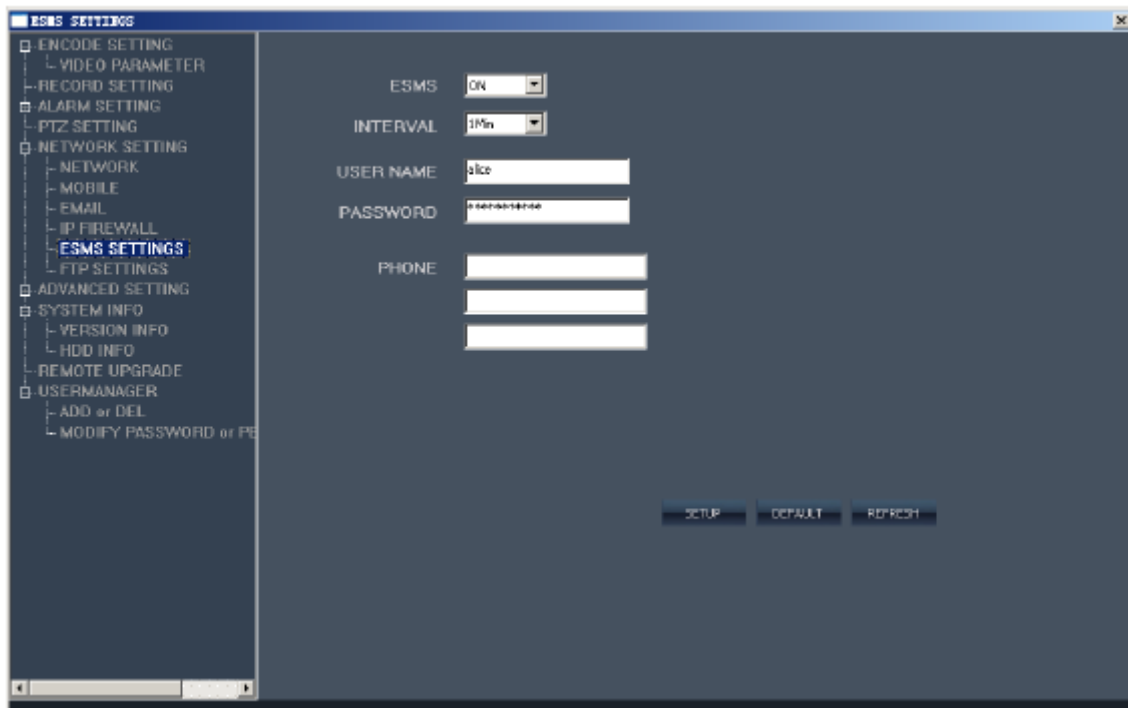 ESMS SETTINGS
ENCODE SETTING
VIDEO PARAMETER
RECORD SETTING
ALARM SETTING
PTZ SETTING
NETWORK SETTING
NETWORK
MOBILE
EMAIL
IP FIREWALL
ESMS SETTINGS
FTP SETTINGS
ADVANCED SETTING
SYSTEM INFO
VERSION INFO
HDD INFO
REMOTE UPGRADE
USERMANAGER
ADD or DEL
MODIFY PASSWORD or PE
ESMS ON
INTERVAL 1Min
USER NAME alice
PASSWORD ***********
PHONE
SETUP DEFAULT REFRESH